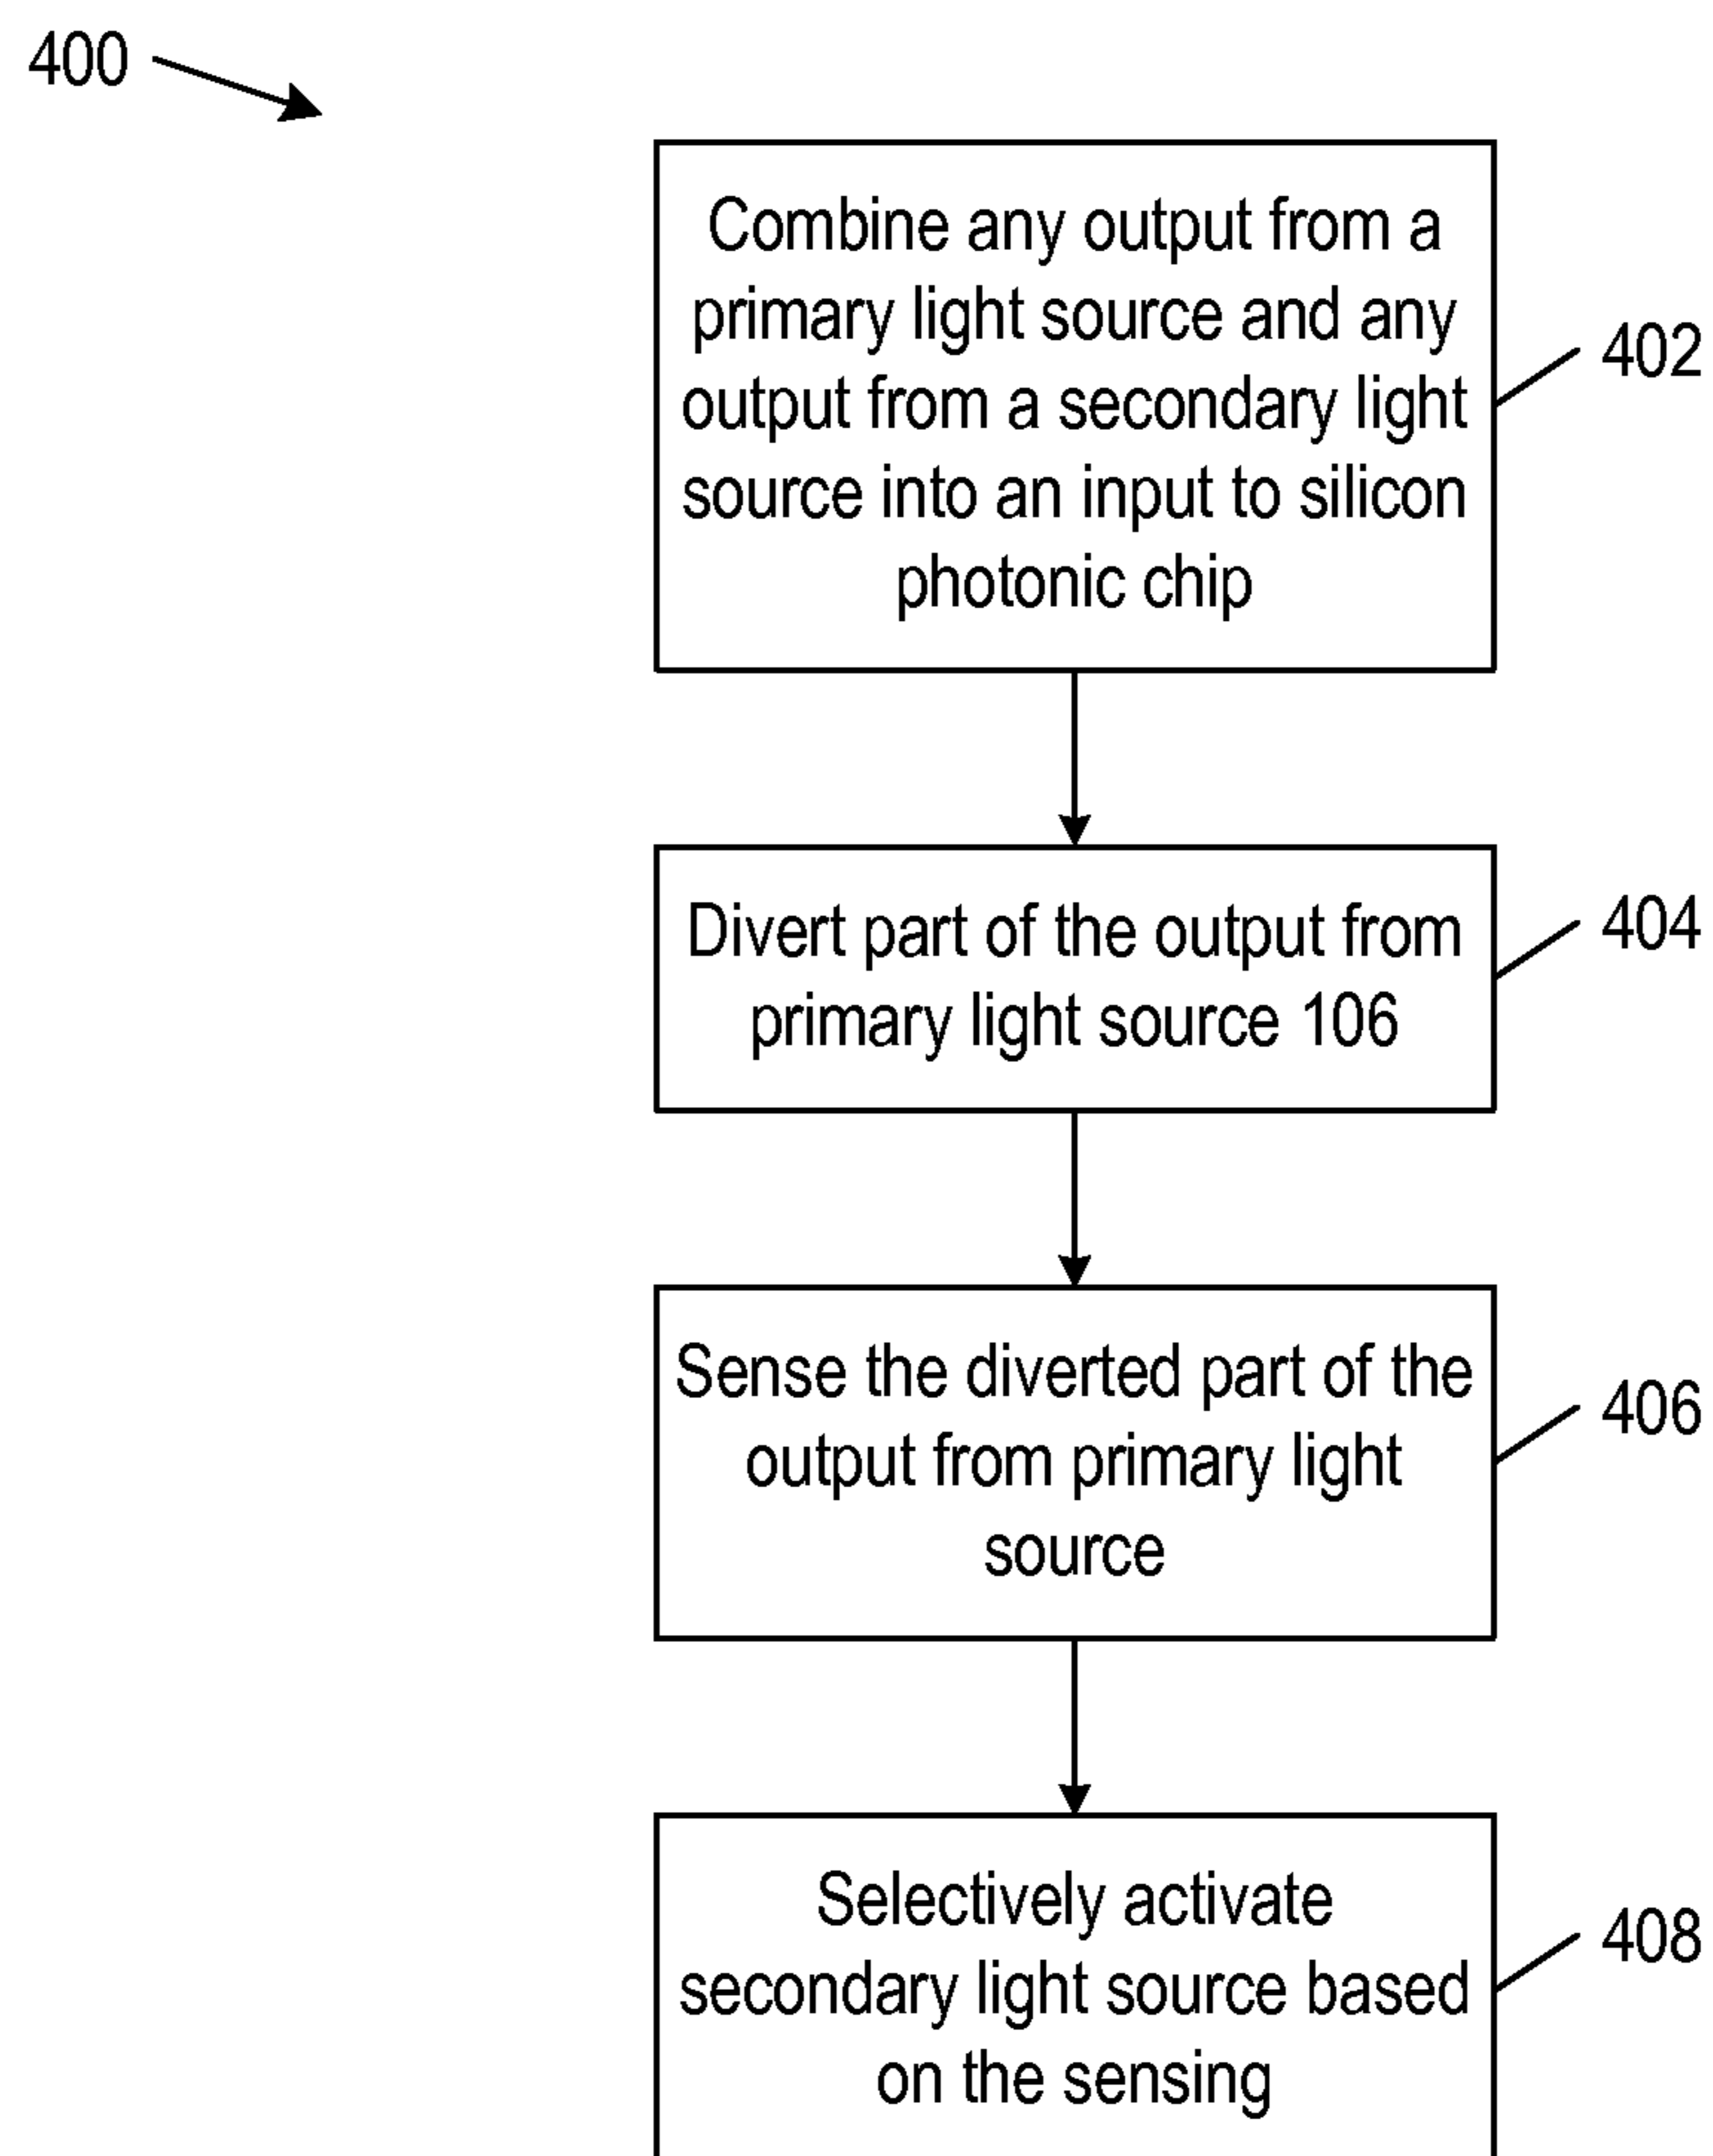 400
Combine any output from a
primary light source and any
output from a secondary light
source into an input to silicon
photonic chip
402
Divert part of the output from
primary light source 106
404
Sense the diverted part of the
output from primary light
source
406
Selectively activate
secondary light source based
on the sensing
408